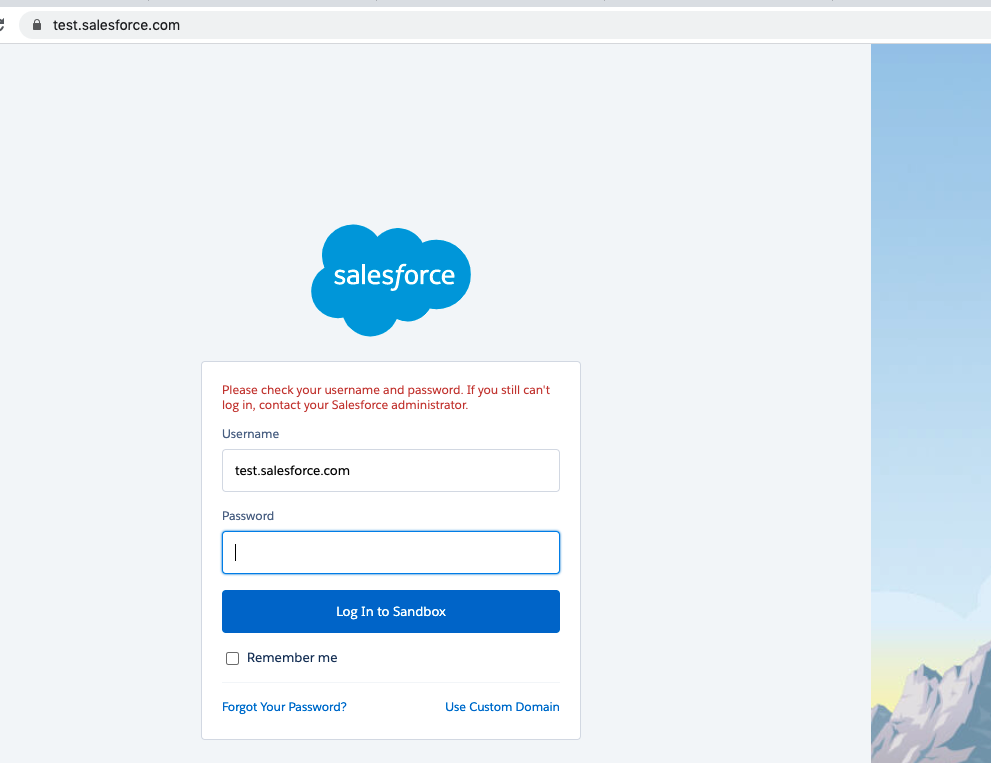 test.salesforce.com
salesforce
Please check your username and password. If you still can't
log in, contact your Salesforce administrator.
Username
test.salesforce.com
Password
Log In to Sandbox
Remember me
Forgot Your Password?
Use Custom Domain